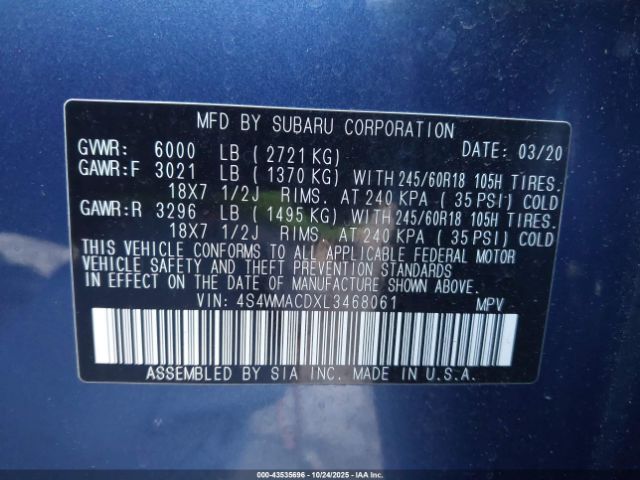 MFD BY SUBARU CORPORATION
GVWR: 6000 LB ( 2721 KG) DATE: 03/20
GAWR:F 3021 LB ( 1370 KG) WITH 245/60R18 105H TIRES.
18X7 1/2J RIMS. AT 240 KPA ( 35 PSI) COLD
GAWR:R 3296 LB ( 1495 KG) WITH 245/60R18 105H TIRES.
18X7 1/2J RIMS. AT 240 KPA ( 35 PSI) COLD
THIS VEHICLE CONFORMS TO ALL APPLICABLE FEDERAL MOTOR
VEHICLE SAFETY AND THEFT PREVENTION STANDARDS
IN EFFECT ON THE DATE OF MANUFACTURE SHOWN ABOVE.
VIN: 4S4WMACDXL3468061 MPV
ASSEMBLED BY SIA INC. MADE IN U.S.A.
000-43535696 - 10/24/2025 - IAAI.com